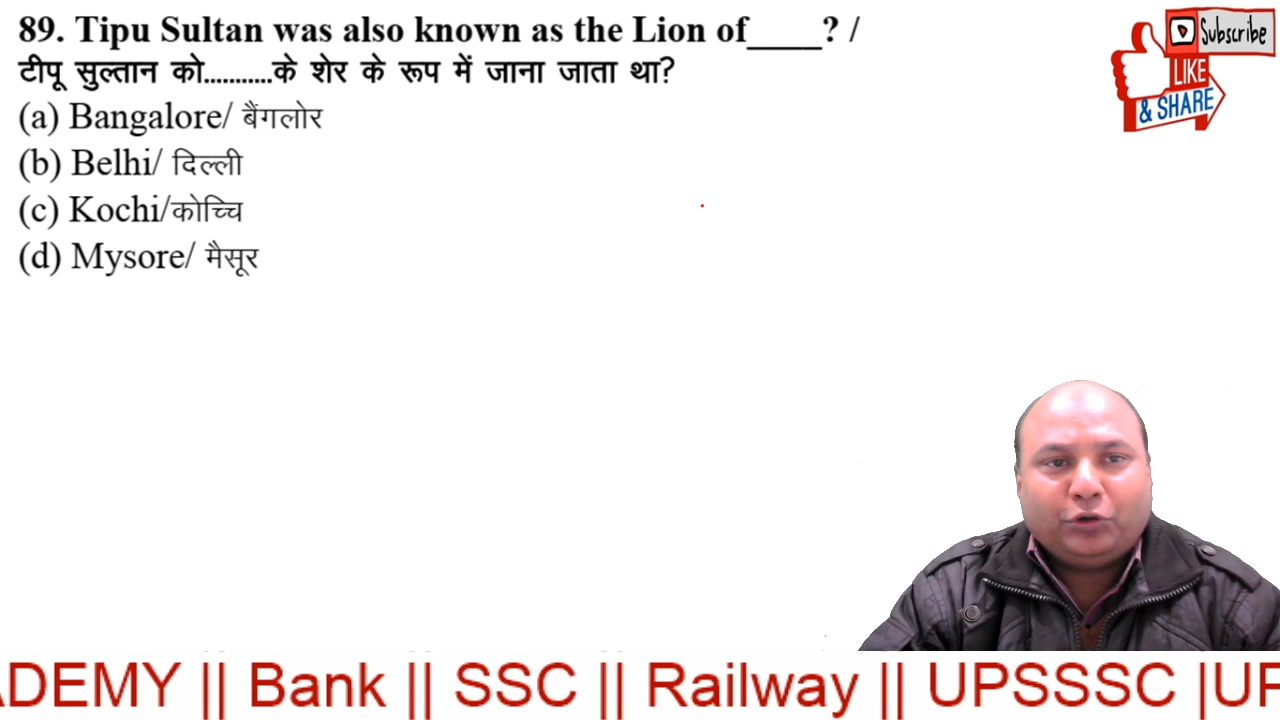 89. Tipu Sultan was also known as the Lion of____? /
टीपू सुल्तान को...........के शेर के रूप में जाना जाता था?
(a) Bangalore/ बैंगलोर
(b) Belhi/ दिल्ली
(c) Kochi/कोच्चि
(d) Mysore/ मैसूर
Subscribe
LIKE
& SHARE
ADEMY || Bank || SSC || Railway || UPSSSC |UP